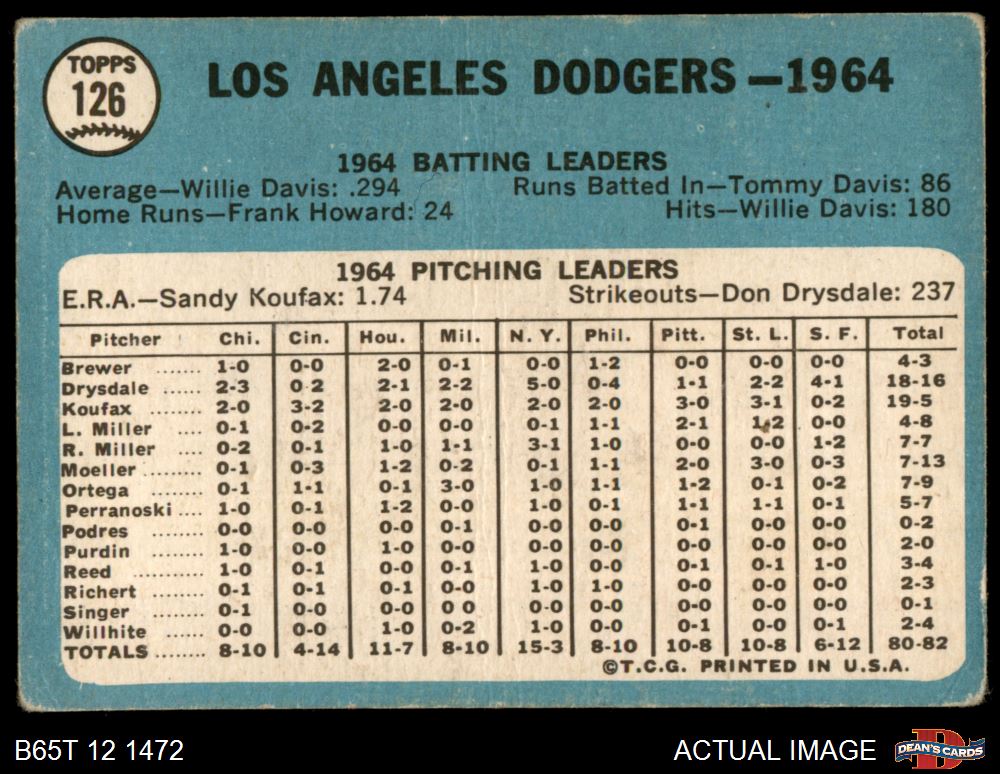 TOPPS
126
LOS ANGELES DODGERS—1964
1964 BATTING LEADERS
Average—Willie Davis: .294 Runs Batted In—Tommy Davis: 86
Home Runs—Frank Howard: 24 Hits—Willie Davis: 180
1964 PITCHING LEADERS
E.R.A.—Sandy Koufax: 1.74 Strikeouts—Don Drysdale: 237
Pitcher Chi. Cin. Hou. Mil. N. Y. Phil. Pitt. St. L. S. F. Total
Brewer ....... 1-0 0-0 2-0 0-1 0-0 1-2 0-0 0-0 0-0 4-3
Drysdale ...... 2-3 0 2 2-1 2-2 5-0 0-4 1-1 2-2 4-1 18-16
Koufax ........ 2-0 3-2 2-0 2-0 2-0 2-0 3-0 3-1 0-2 19-5
L. Miller .... 0-1 0-2 0-0 0-0 0-1 1-1 2-1 1-2 0-0 4-8
R. Miller .... 0-2 0-1 1-0 1-1 3-1 1-0 0-0 0-0 1-2 7-7
Moeller ......... 0-1 0-3 1-2 0-2 0-1 1-1 2-0 3-0 0-3 7-13
Ortega ........ 0-1 1-1 0-1 3-0 1-0 1-1 1-2 0-1 0-2 7-9
Perranoski .... 1-0 0-1 1-2 0-0 1-0 0-1 1-1 1-1 0-1 5-7
Podres ........ 0-0 0-0 0-0 0-1 0-0 0-0 0-1 0-0 0-0 0-2
Purdin ........ 1-0 0-0 1-0 0-0 0-0 0-0 0-0 0-0 0-0 2-0
Reed .......... 1-0 0-1 0-0 0-1 1-0 0-0 0-1 0-1 1-0 3-4
Richert ....... 0-1 0-1 0-1 0-0 1-0 1-0 0-0 0-0 0-0 2-3
Singer ........ 0-1 0-0 0-0 0 0 0-0 0-0 0-0 0-0 0-0 0-1
Willhite ...... 0-0 0-0 1-0 0-2 1-0 0-0 0-1 0-0 0-1 2-4
TOTALS ........ 8-10 4-14 11-7 8-10 15-3 8-10 10-8 10-8 6-12 80-82
©T.C.G. PRINTED IN U.S.A.
B65T 12 1472 ACTUAL IMAGE DEAN'S CARDS